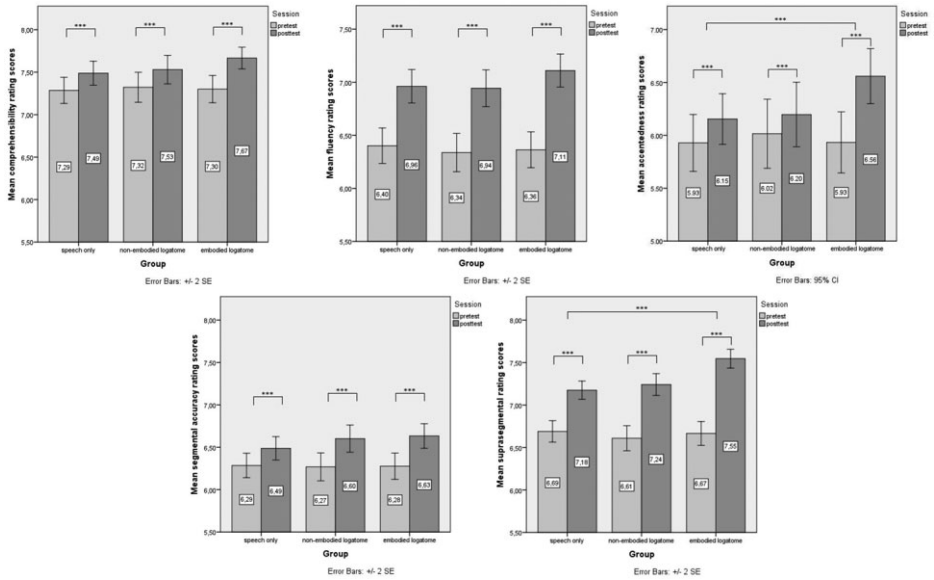 Session
pretest
posttest
Mean comprehensibility rating scores
8,00
7,50
7,00
6,50
6,00
5,50
***
***
***
7,29
7,49
7,32
7,53
7,30
7,67
speech only
non-embodied logatome
embodied logatome
Group
Error Bars: +/- 2 SE
Session
pretest
posttest
Mean fluency rating scores
7,50
7,00
6,50
6,00
5,50
***
***
***
6,40
6,96
6,34
6,94
6,36
7,11
speech only
non-embodied logatome
embodied logatome
Group
Error Bars: +/- 2 SE
Session
pretest
posttest
Mean accentedness rating scores
7.00
6.50
6.00
5.50
5.00
***
***
***
***
5.93
6.15
6.02
6.20
5.93
6.56
speech only
non-embodied logatome
embodied logatome
Group
Error Bars: 95% CI
Session
pretest
posttest
Mean segmental accuracy rating scores
8,00
7,50
7,00
6,50
6,00
5,50
***
***
***
6,29
6,49
6,27
6,60
6,28
6,63
speech only
non-embodied logatome
embodied logatome
Group
Error Bars: +/- 2 SE
Session
pretest
posttest
Mean suprasegmental rating scores
8,00
7,50
7,00
6,50
6,00
5,50
***
***
***
***
6,69
7,18
6,61
7,24
6,67
7,55
speech only
non-embodied logatome
embodied logatome
Group
Error Bars: +/- 2 SE